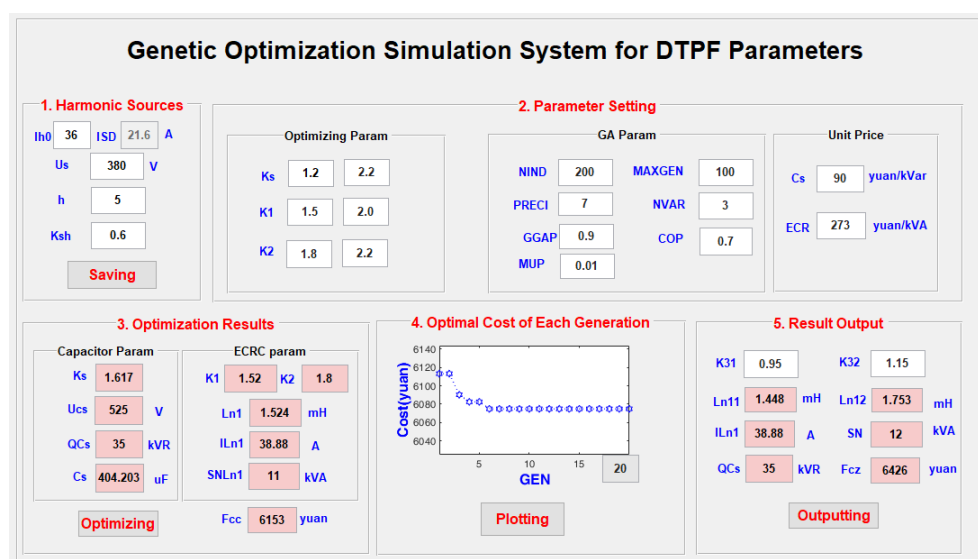 Genetic Optimization Simulation System for DTPF Parameters
1. Harmonic Sources
Ih0 36 ISD 21.6 A
Us 380 V
h 5
Ksh 0.6
Saving
2. Parameter Setting
Optimizing Param
Ks 1.2 2.2
K1 1.5 2.0
K2 1.8 2.2
GA Param
NIND 200 MAXGEN 100
PRECI 7 NVAR 3
GGAP 0.9 COP 0.7
MUP 0.01
Unit Price
Cs 90 yuan/kVar
ECR 273 yuan/kVA
3. Optimization Results
Capacitor Param
Ks 1.617
Ucs 525 V
QCs 35 kVR
Cs 404.203 uF
Optimizing
ECRC param
K1 1.52 K2 1.8
Ln1 1.524 mH
ILn1 38.88 A
SNLn1 11 kVA
Fcc 6153 yuan
4. Optimal Cost of Each Generation
Cost(yuan)
6140
6120
6100
6080
6060
6040
5 10 15 20
GEN
Plotting
5. Result Output
K31 0.95 K32 1.15
Ln11 1.448 mH Ln12 1.753 mH
ILn1 38.88 A SN 12 kVA
QCs 35 kVR Fcz 6426 yuan
Outputting